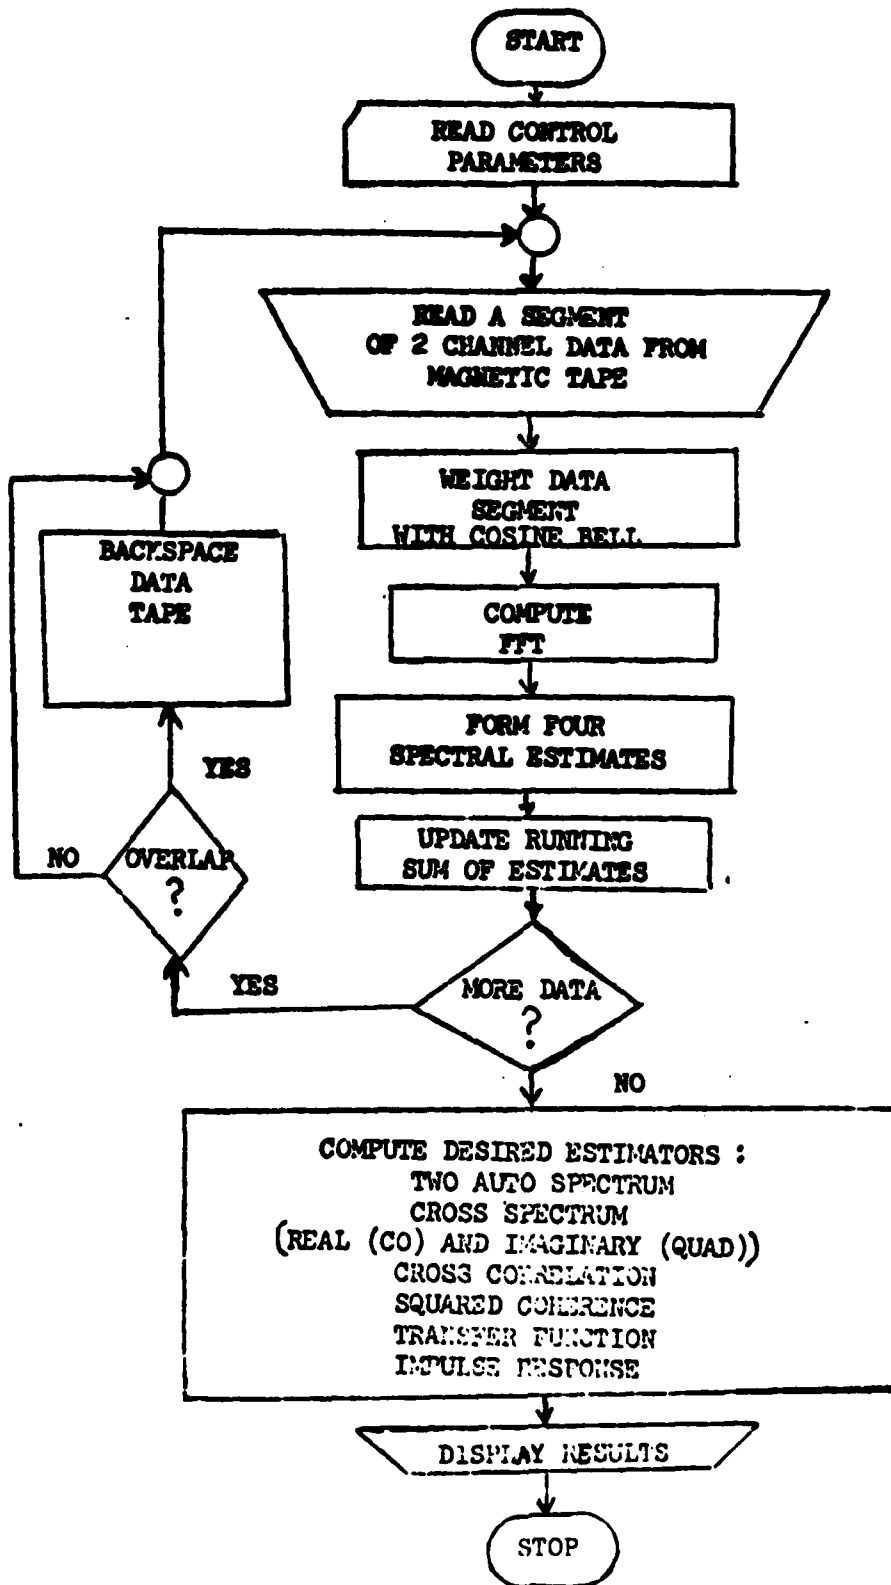 START
READ CONTROL
PARAMETERS
READ A SEGMENT
OF 2 CHANNEL DATA FROM
MAGNETIC TAPE
WEIGHT DATA
SEGMENT
WITH COSINE BELL
BACKSPACE
DATA
TAPE
COMPUTE
FFT
FORM FOUR
SPECTRAL ESTIMATES
YES
UPDATE RUNNING
SUM OF ESTIMATES
NO
OVERLAP
?
YES
MORE DATA
?
NO
COMPUTE DESIRED ESTIMATORS :
TWO AUTO SPECTRUM
CROSS SPECTRUM
(REAL (CO) AND IMAGINARY (QUAD))
CROSS CORRELATION
SQUARED COHERENCE
TRANSFER FUNCTION
IMPULSE RESPONSE
DISPLAY RESULTS
STOP